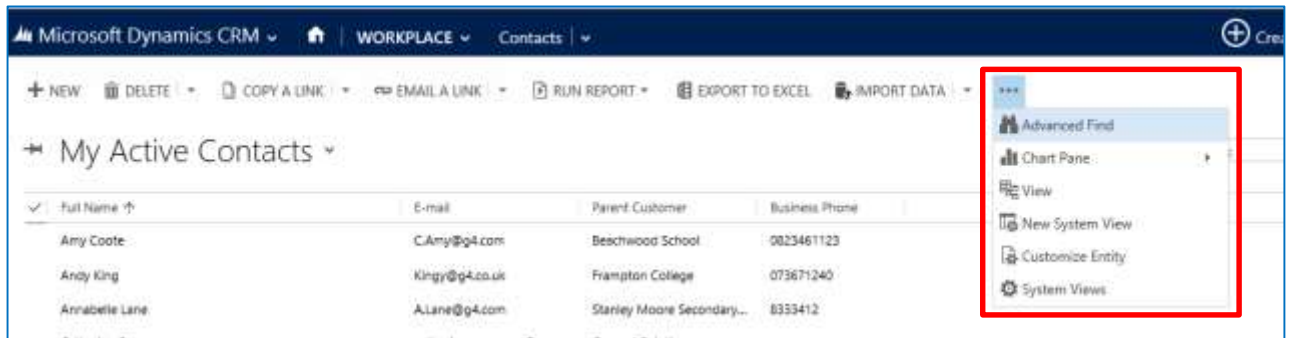 Microsoft Dynamics CRM WORKPLACE Contacts Crea
NEW DELETE COPY A LINK EMAIL A LINK RUN REPORT EXPORT TO EXCEL IMPORT DATA ...
Advanced Find
Chart Pane
View
New System View
Customize Entity
System Views
My Active Contacts
Full Name ↑ E-mail Parent Customer Business Phone
Amy Coote C.Amy@g4.com Beachwood School 0823461123
Andy King Kingy@g4.co.uk Frampton College 073671240
Annabelle Lane A.Lane@g4.com Stanley Moore Secondary... 8333412